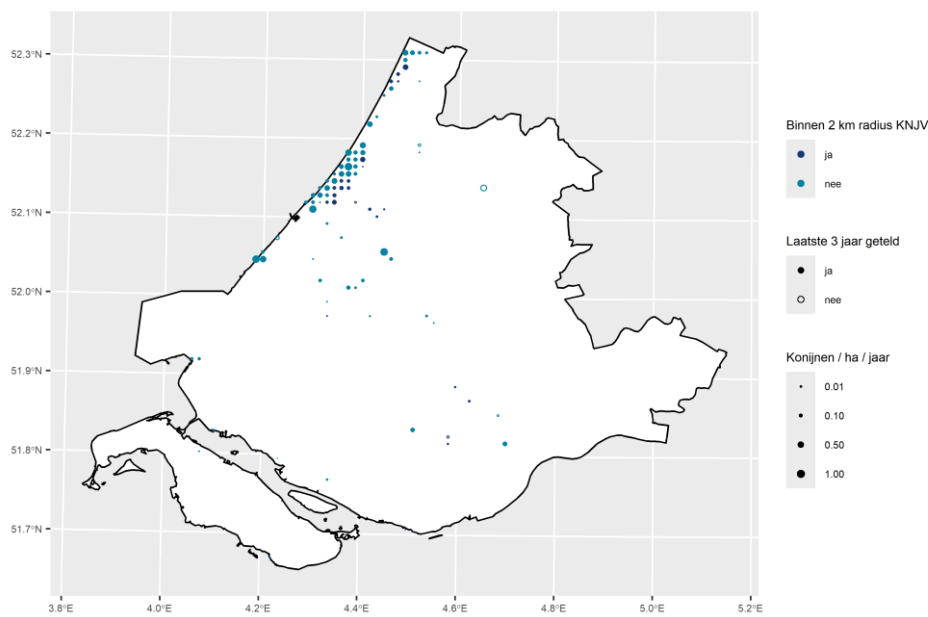 52.3°N
52.2°N
52.1°N
52.0°N
51.9°N
51.8°N
51.7°N
3.8°E
4.0°E
4.2°E
4.4°E
4.6°E
4.8°E
5.0°E
5.2°E
Binnen 2 km radius KNJV
ja
nee
Laatste 3 jaar geteld
ja
nee
Konijnen / ha / jaar
0.01
0.10
0.50
1.00